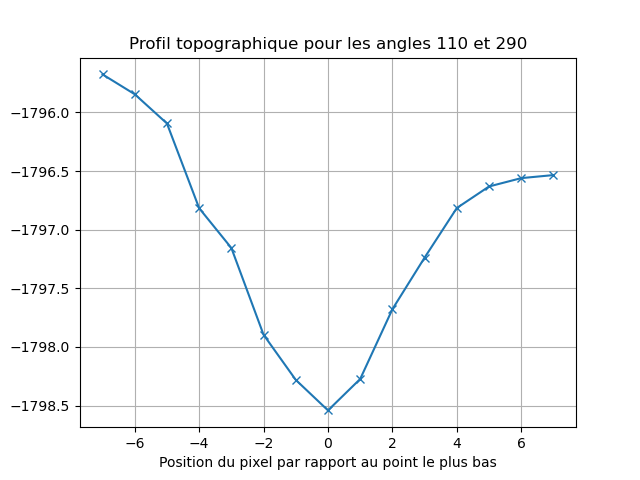 Profil topographique pour les angles 110 et 290
−1796.0
−1796.5
−1797.0
−1797.5
−1798.0
−1798.5
−6 −4 −2 0 2 4 6
Position du pixel par rapport au point le plus bas